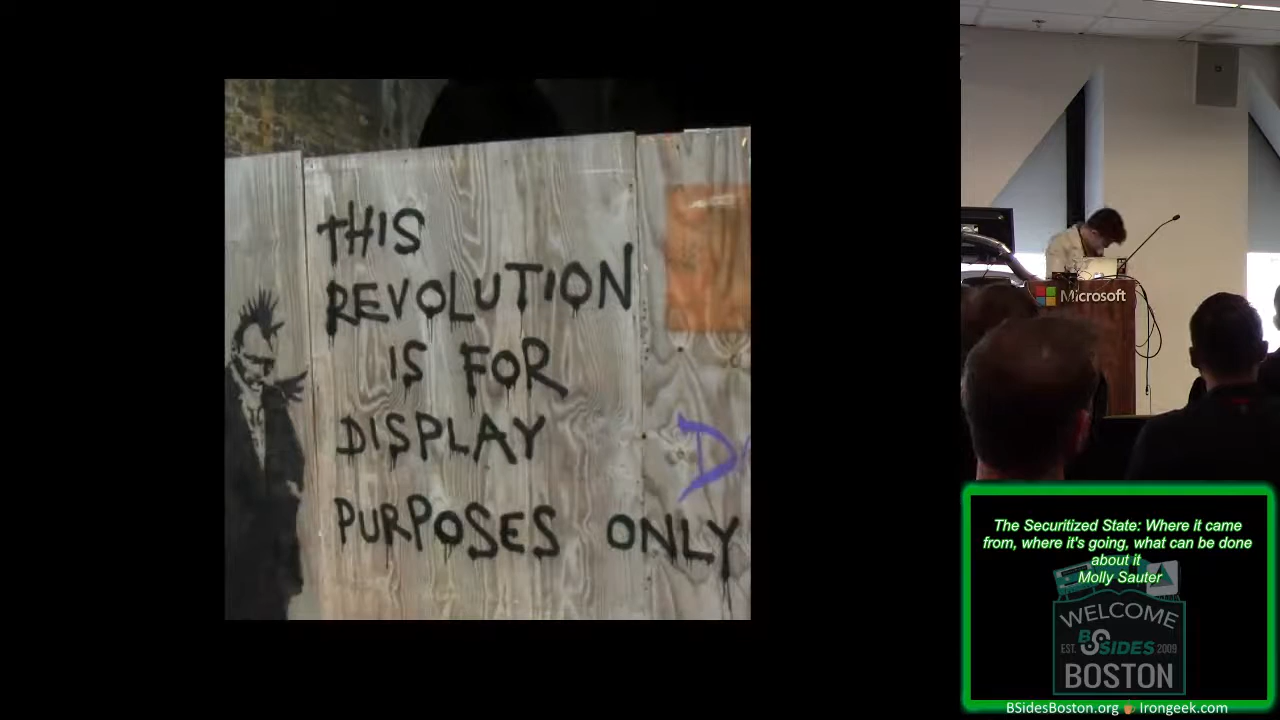 THIS
REVOLUTION
IS FOR
DISPLAY
PURPOSES ONLY
Microsoft
The Securitized State: Where it came
from, where it's going, what can be done
about it
Molly Sauter
WELCOME
EST. BSIDES 2009
BOSTON
BSidesBoston.org Irongeek.com